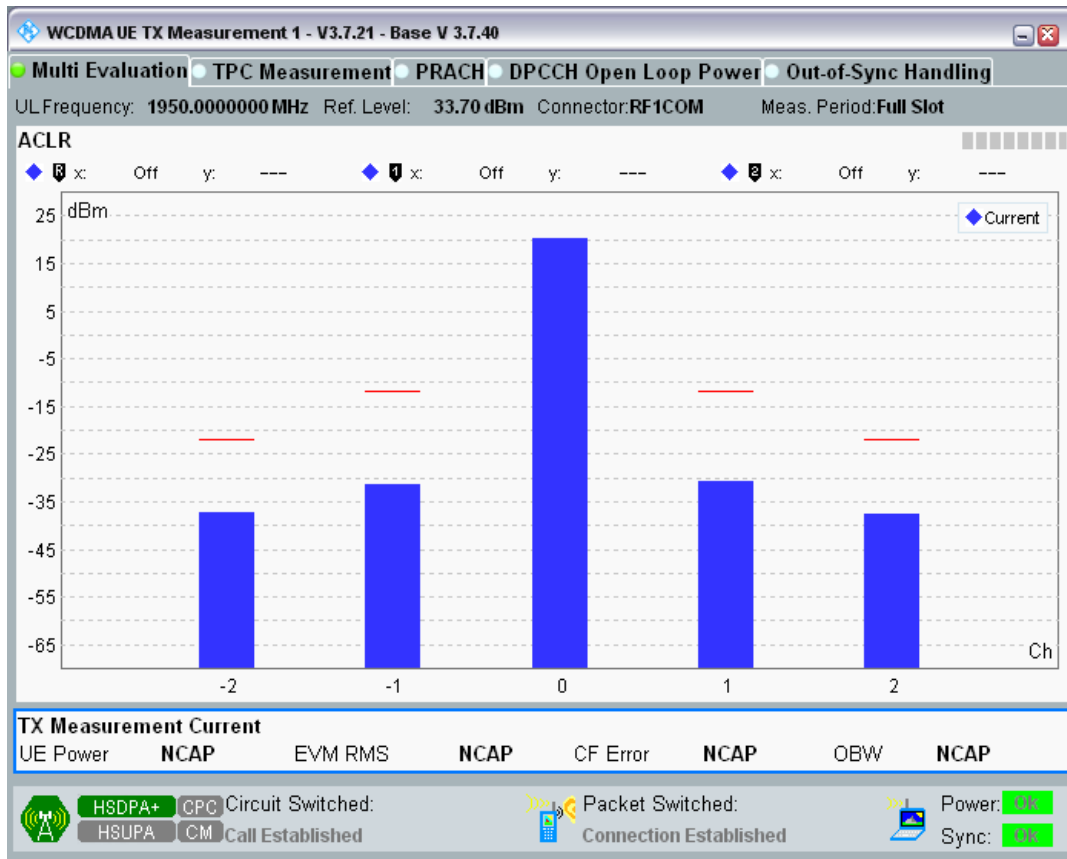 WCDMA UE TX Measurement 1 - V3.7.21 - Base V 3.7.40
Multi Evaluation TPC Measurement PRACH DPCCH Open Loop Power Out-of-Sync Handling
UL Frequency: 1950.0000000 MHz Ref. Level: 33.70 dBm Connector:RF1COM Meas. Period:Full Slot
ACLR
R x: Off y: --- 1 x: Off y: --- 2 x: Off y: ---
dBm
Current
25
15
5
-5
-15
-25
-35
-45
-55
-65
Ch
-2 -1 0 1 2
TX Measurement Current
UE Power NCAP EVM RMS NCAP CF Error NCAP OBW NCAP
HSDPA+ CPC Circuit Switched: Packet Switched: Power: Ok
HSUPA CM Call Established Connection Established Sync: Ok